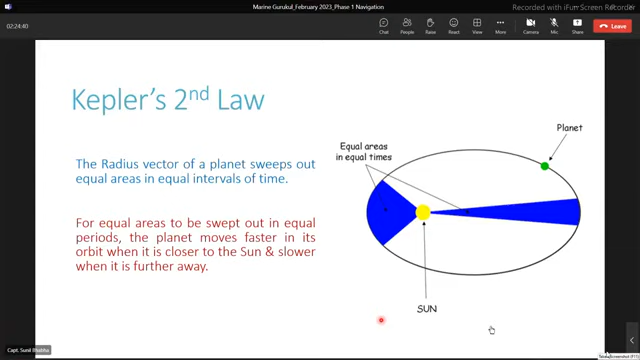 Marine Gurukul_February 2023_Phase 1 Navigation
Recorded with iFun Screen Recorder
02:24:40
Chat
People
Raise
React
View
More
Camera
Mic
Share
Leave
Kepler's 2nd Law
The Radius vector of a planet sweeps out
equal areas in equal intervals of time.
For equal areas to be swept out in equal
periods, the planet moves faster in its
orbit when it is closer to the Sun & slower
when it is further away.
Planet
Equal areas
in equal times
SUN